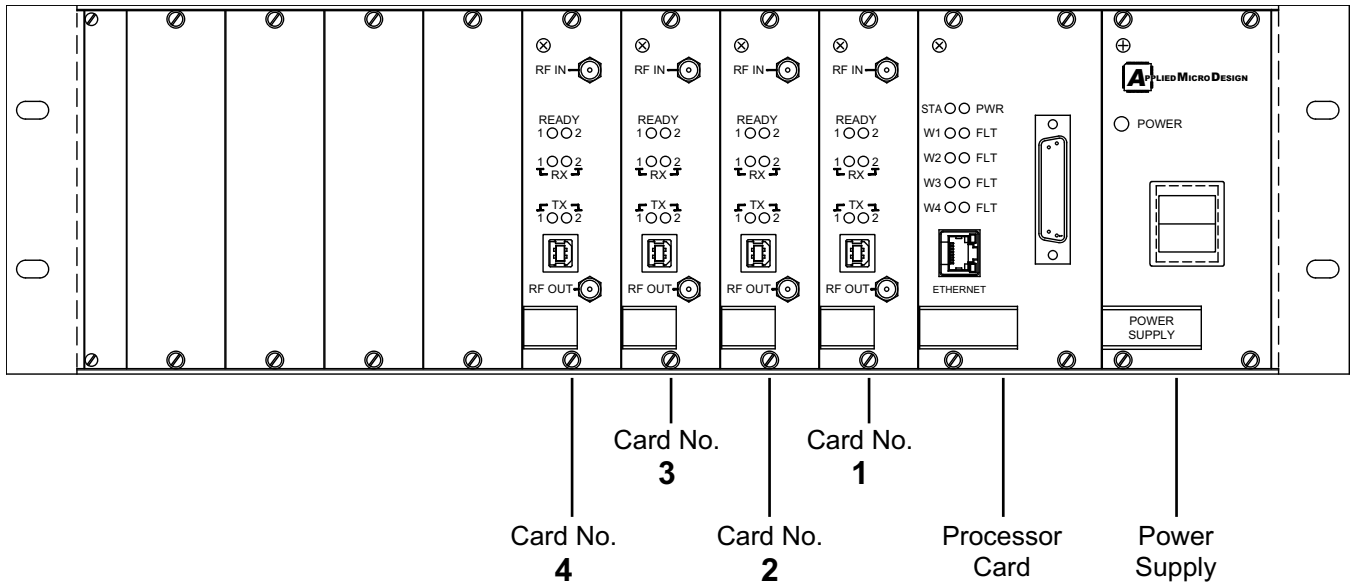 RF IN
RF IN
RF IN
RF IN
APPLIED MICRO DESIGN
STA PWR
READY
1 2
READY
1 2
READY
1 2
READY
1 2
POWER
W1 FLT
1 2
RX
1 2
RX
1 2
RX
1 2
RX
W2 FLT
W3 FLT
TX
1 2
TX
1 2
TX
1 2
TX
1 2
W4 FLT
RF OUT
RF OUT
RF OUT
RF OUT
ETHERNET
POWER
SUPPLY
Card No.
3
Card No.
1
Card No.
4
Card No.
2
Processor
Card
Power
Supply